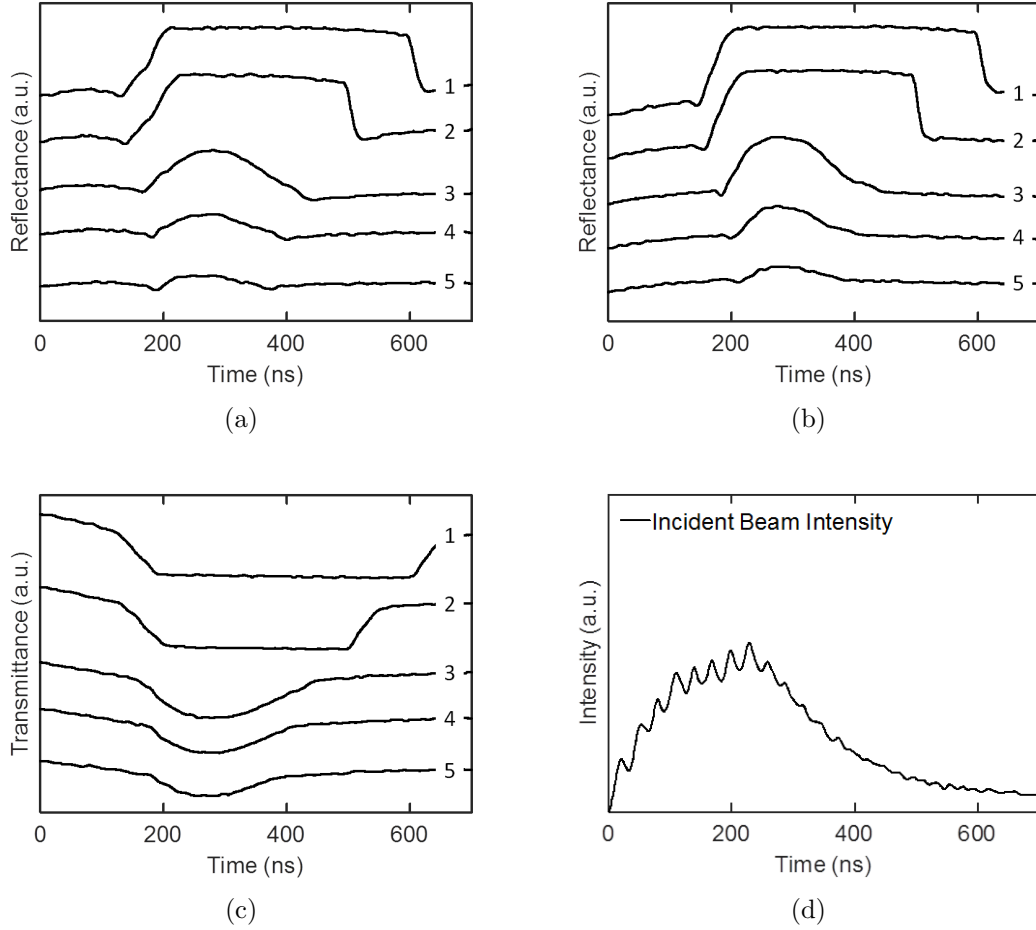 Reflectance (a.u.)
1
2
3
4
5
0 200 400 600
Time (ns)
(a)
Reflectance (a.u.)
1
2
3
4
5
0 200 400 600
Time (ns)
(b)
Transmittance (a.u.)
1
2
3
4
5
0 200 400 600
Time (ns)
(c)
Incident Beam Intensity
Intensity (a.u.)
0 200 400 600
Time (ns)
(d)